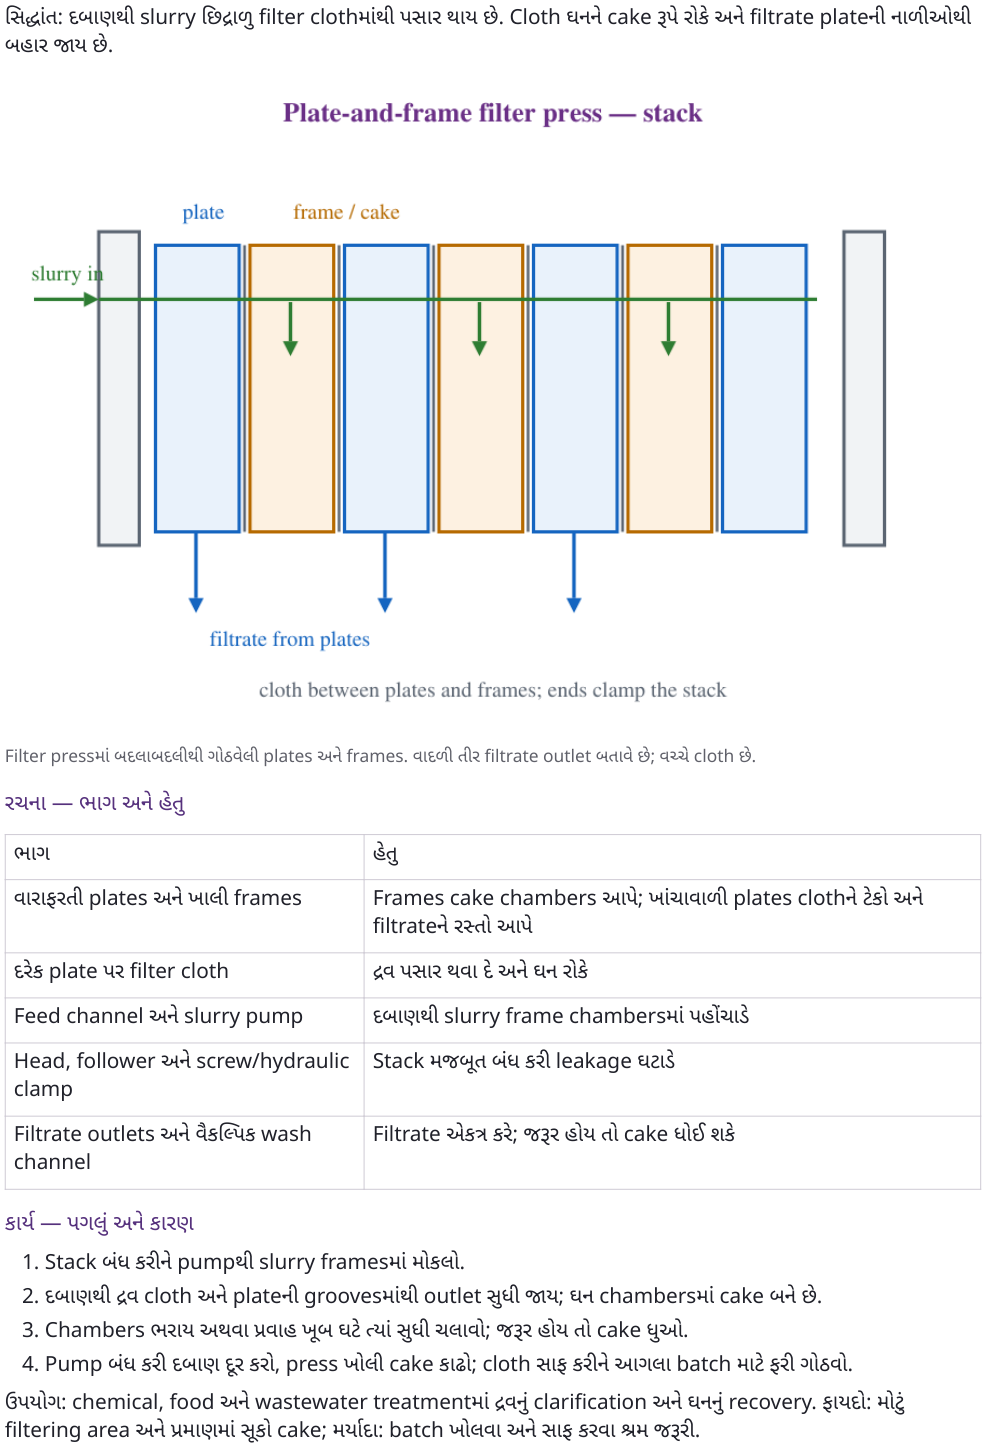 સિદ્ધાંત: દબાણથી slurry છિદ્રાળુ filter clothમાંથી પસાર થાય છે. Cloth ઘનને cake રૂપે રોકે અને filtrate plateની નાળીઓથી
બહાર જાય છે.
Plate-and-frame filter press — stack
plate
frame / cake
slurry in
filtrate from plates
cloth between plates and frames; ends clamp the stack
Filter pressમાં બદલાબદલીથી ગોઠવેલી plates અને frames. વાદળી તીર filtrate outlet બતાવે છે; વચ્ચે cloth છે.
રચના — ભાગ અને હેતુ
ભાગ
હેતુ
વારાફરતી plates અને ખાલી frames
Frames cake chambers આપે; ખાંચાવાળી plates clothને ટેકો અને
filtrateને રસ્તો આપે
દરેક plate પર filter cloth
દ્રવ પસાર થવા દે અને ઘન રોકે
Feed channel અને slurry pump
દબાણથી slurry frame chambersમાં પહોંચાડે
Head, follower અને screw/hydraulic
clamp
Stack મજબૂત બંધ કરી leakage ઘટાડે
Filtrate outlets અને વૈકલ્પિક wash
channel
Filtrate એકત્ર કરે; જરૂર હોય તો cake ધોઈ શકે
કાર્ય — પગલું અને કારણ
1. Stack બંધ કરીને pumpથી slurry framesમાં મોકલો.
2. દબાણથી દ્રવ cloth અને plateની groovesમાંથી outlet સુધી જાય; ઘન chambersમાં cake બને છે.
3. Chambers ભરાય અથવા પ્રવાહ ખૂબ ઘટે ત્યાં સુધી ચલાવો; જરૂર હોય તો cake ધુઓ.
4. Pump બંધ કરી દબાણ દૂર કરો, press ખોલી cake કાઢો; cloth સાફ કરીને આગલા batch માટે ફરી ગોઠવો.
ઉપયોગ: chemical, food અને wastewater treatmentમાં દ્રવનું clarification અને ઘનનું recovery. ફાયદો: મોટું
filtering area અને પ્રમાણમાં સૂકો cake; મર્યાદા: batch ખોલવા અને સાફ કરવા શ્રમ જરૂરી.